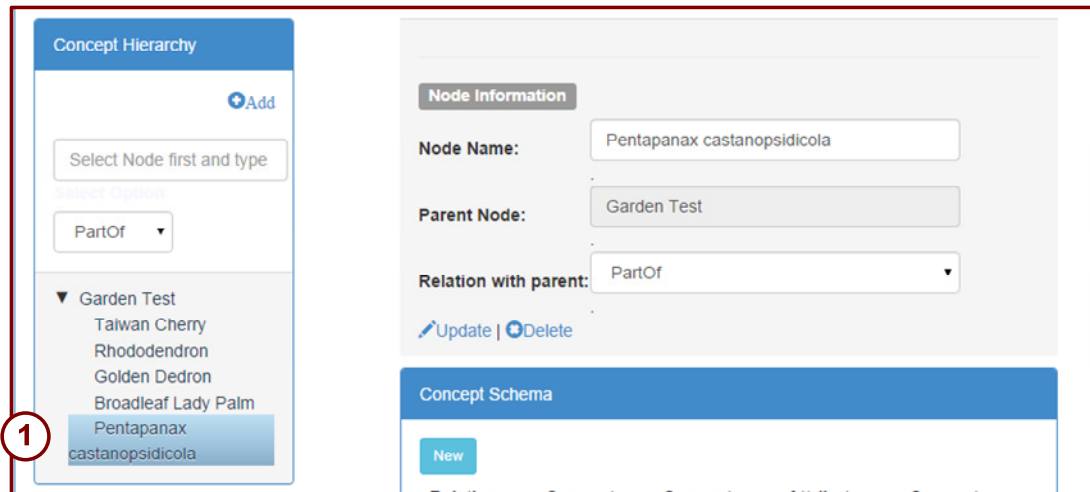 Concept Hierarchy
Add
Select Node first and type
Select Option
PartOf
Garden Test
Taiwan Cherry
Rhododendron
Golden Dedron
Broadleaf Lady Palm
Pentapanax
castanopsidicola
1
Node Information
Node Name:
Pentapanax castanopsidicola
.
Parent Node:
Garden Test
.
Relation with parent:
PartOf
.
Update | Delete
Concept Schema
New